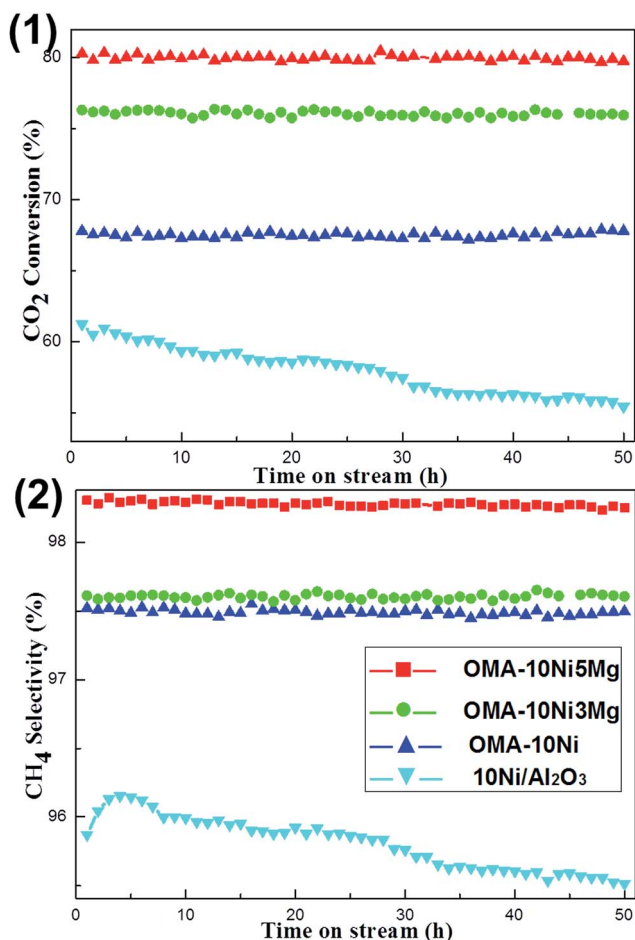 (1)
80
70
60
CO2 Conversion (%)
0 10 20 30 40 50
Time on stream (h)
(2)
98
97
96
CH4 Selectivity (%)
OMA-10Ni5Mg
OMA-10Ni3Mg
OMA-10Ni
10Ni/Al2O3
0 10 20 30 40 50
Time on stream (h)